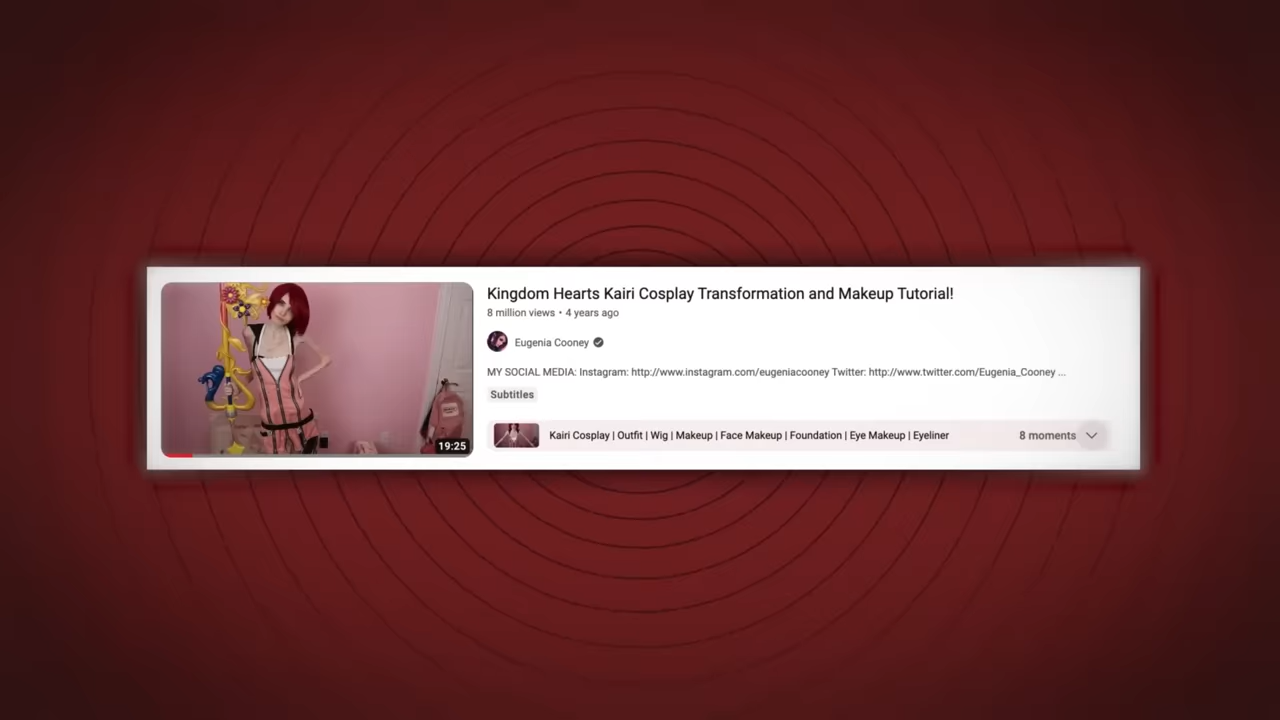 Kingdom Hearts Kairi Cosplay Transformation and Makeup Tutorial!
8 million views • 4 years ago
Eugenia Cooney
MY SOCIAL MEDIA: Instagram: http://www.instagram.com/eugeniacooney Twitter: http://www.twitter.com/Eugenia_Cooney ...
Subtitles
19:25
Kairi Cosplay | Outfit | Wig | Makeup | Face Makeup | Foundation | Eye Makeup | Eyeliner
8 moments